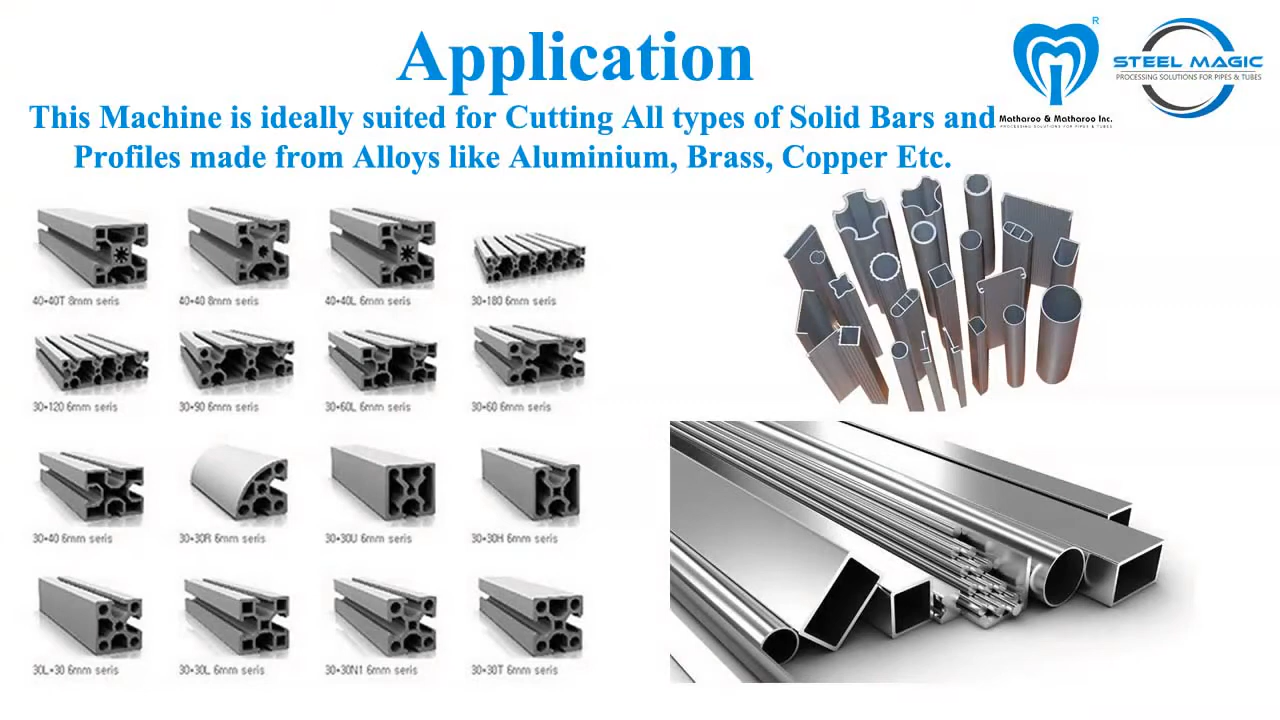 Application
R
STEEL MAGIC
PROCESSING SOLUTIONS FOR PIPES & TUBES
Matharoo & Matharoo Inc.
PROCESSING SOLUTIONS FOR PIPES & TUBES
This Machine is ideally suited for Cutting All types of Solid Bars and
Profiles made from Alloys like Aluminium, Brass, Copper Etc.
40*40T 8mm seris
40*40 8mm seris
40*40L 6mm seris
30*180 6mm seris
30*120 6mm seris
30*90 6mm seris
30*60L 6mm seris
30*60 6mm seris
30*40 6mm seris
30*30R 6mm seris
30*30U 6mm seris
30*30H 6mm seris
30L*30 6mm seris
30*30L 6mm seris
30*30N1 6mm seris
30*30T 6mm seris